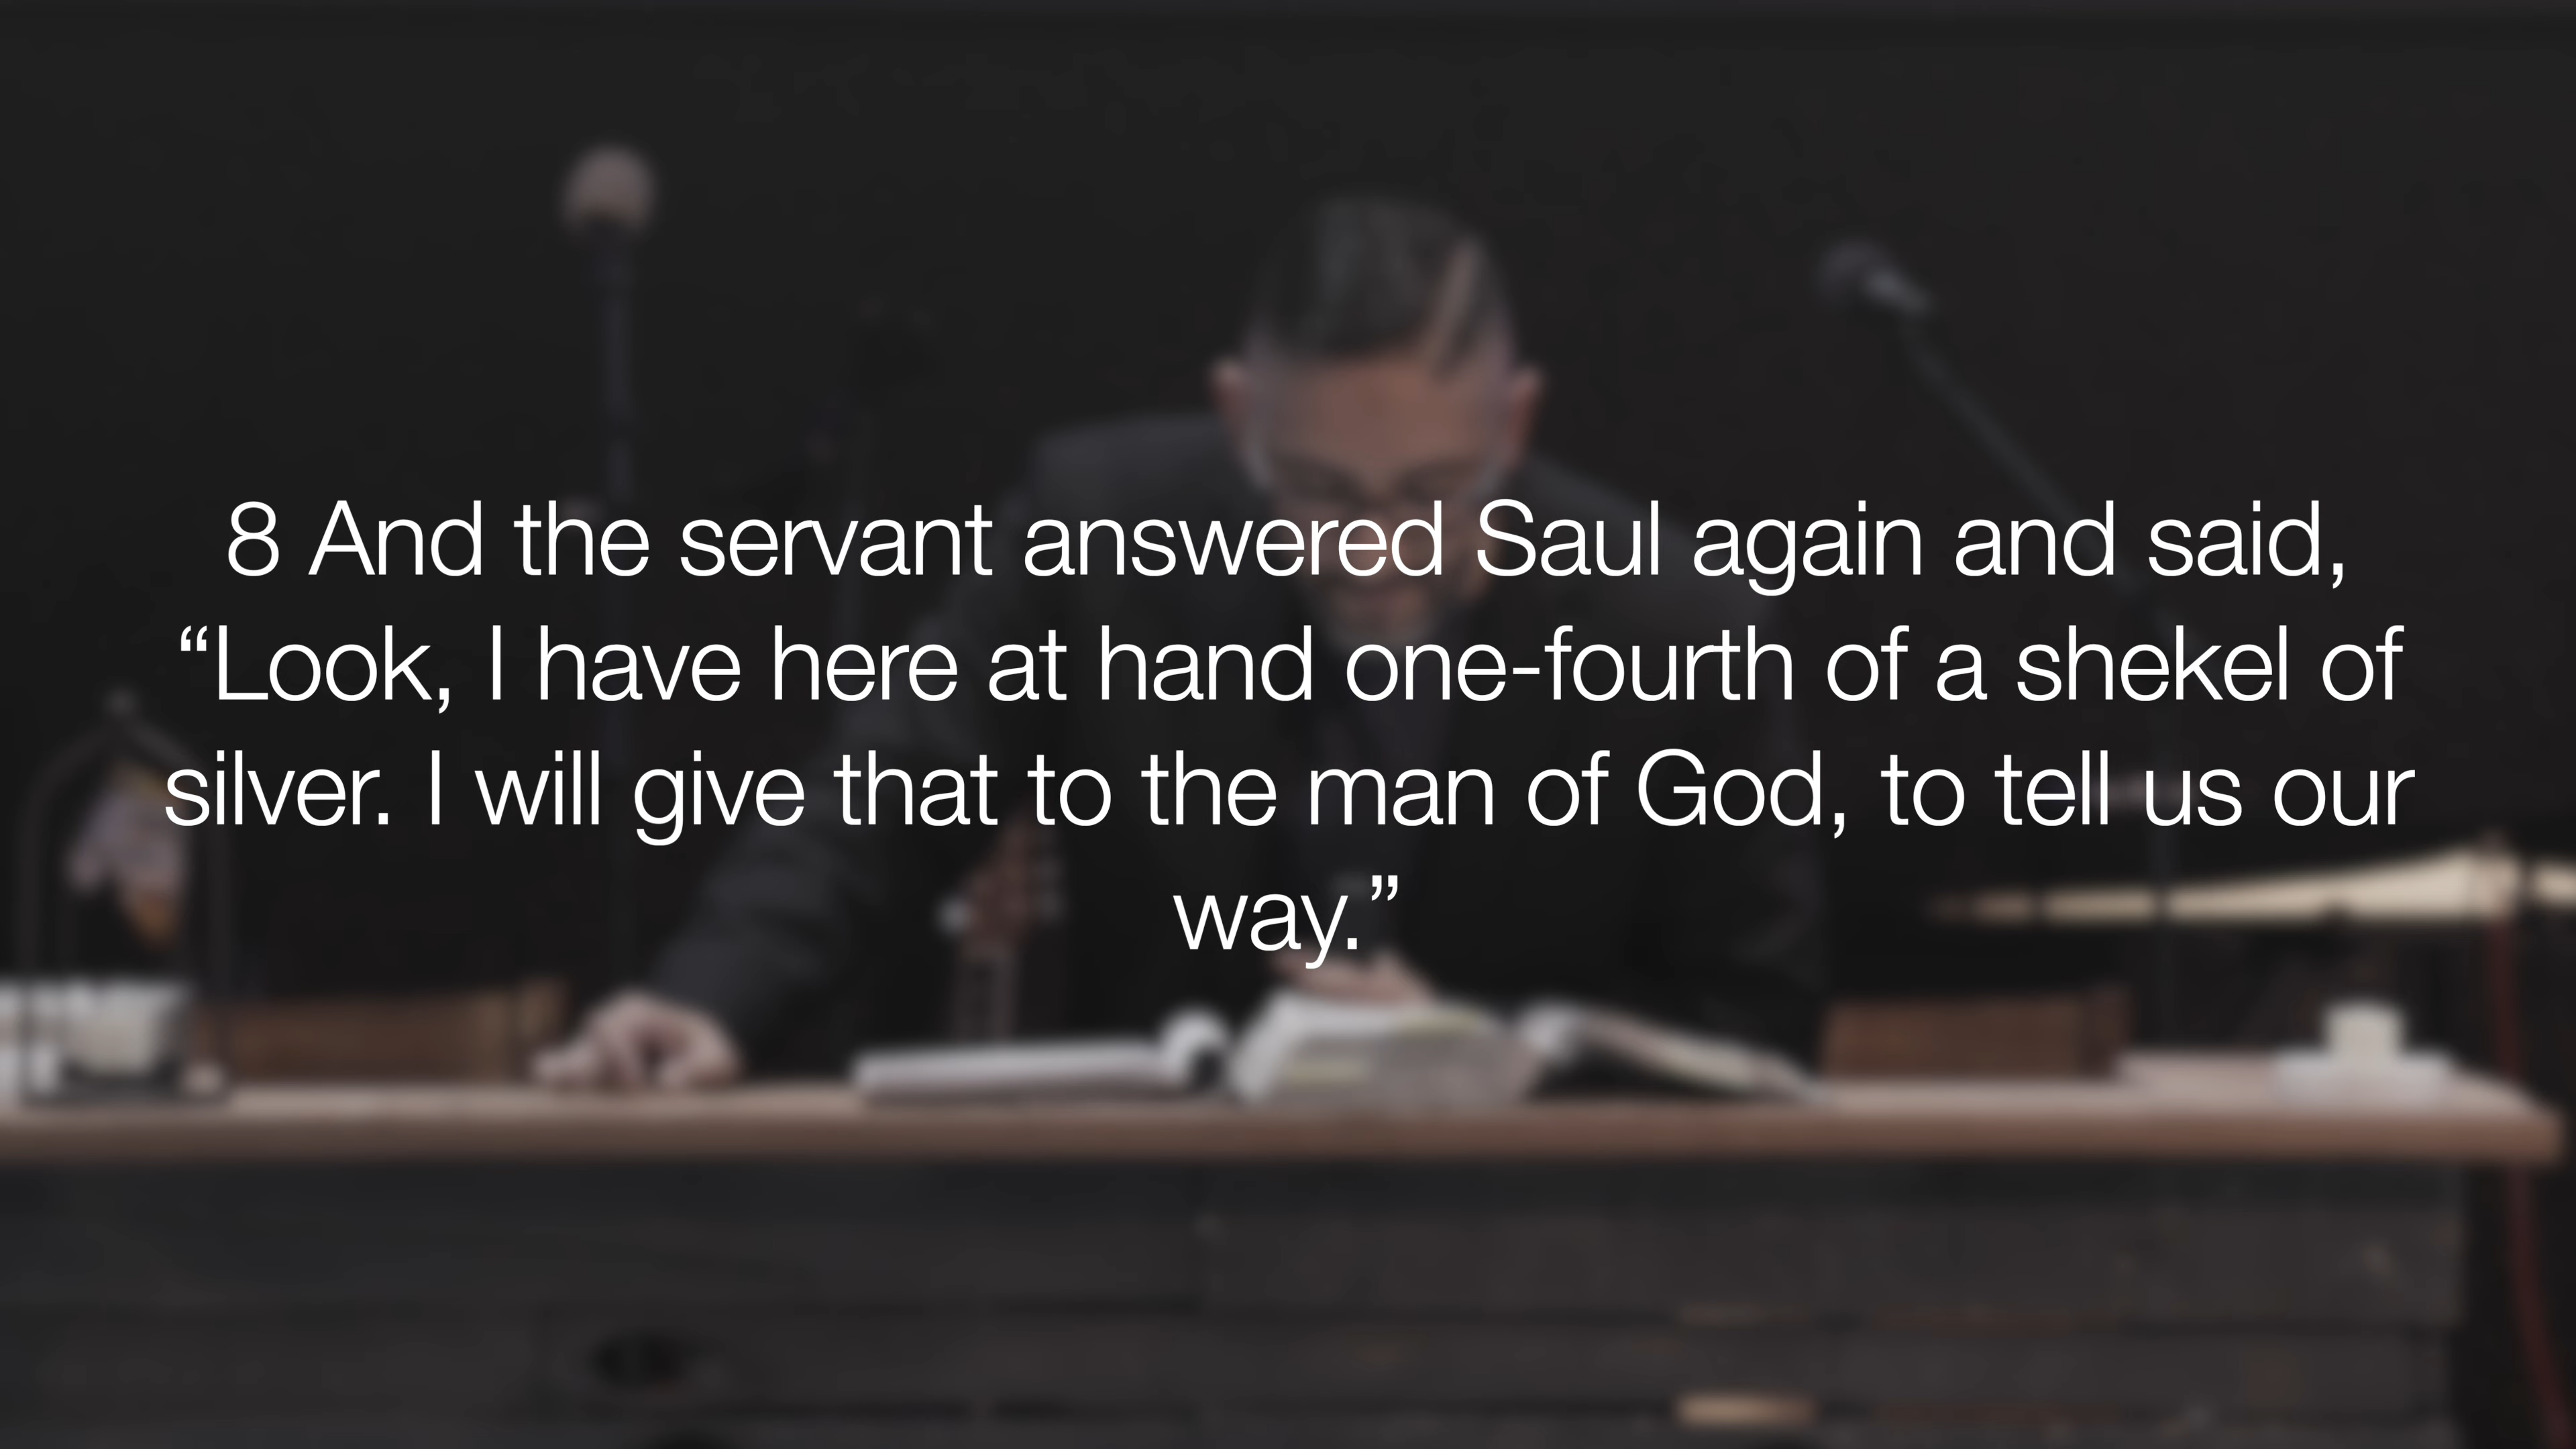 8 And the servant answered Saul again and said,
“Look, I have here at hand one-fourth of a shekel of
silver. I will give that to the man of God, to tell us our
way.”